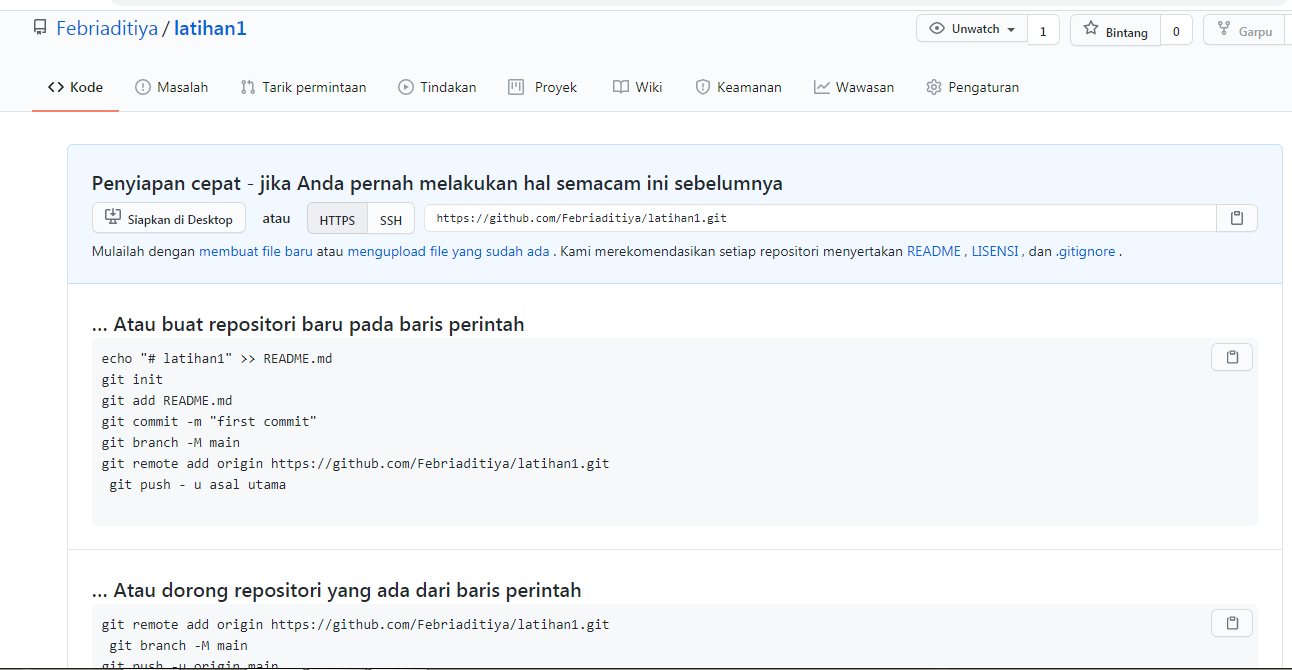 Febriaditiya / latihan1
Unwatch 1 Bintang 0 Garpu
Kode Masalah Tarik permintaan Tindakan Proyek Wiki Keamanan Wawasan Pengaturan
Penyiapan cepat - jika Anda pernah melakukan hal semacam ini sebelumnya
Siapkan di Desktop atau HTTPS SSH https://github.com/Febriaditiya/latihan1.git
Mulailah dengan membuat file baru atau mengupload file yang sudah ada . Kami merekomendasikan setiap repositori menyertakan README , LISENSI , dan .gitignore .
... Atau buat repositori baru pada baris perintah
echo "# latihan1" >> README.md
git init
git add README.md
git commit -m "first commit"
git branch -M main
git remote add origin https://github.com/Febriaditiya/latihan1.git
git push - u asal utama
... Atau dorong repositori yang ada dari baris perintah
git remote add origin https://github.com/Febriaditiya/latihan1.git
git branch -M main
git push -u origin main